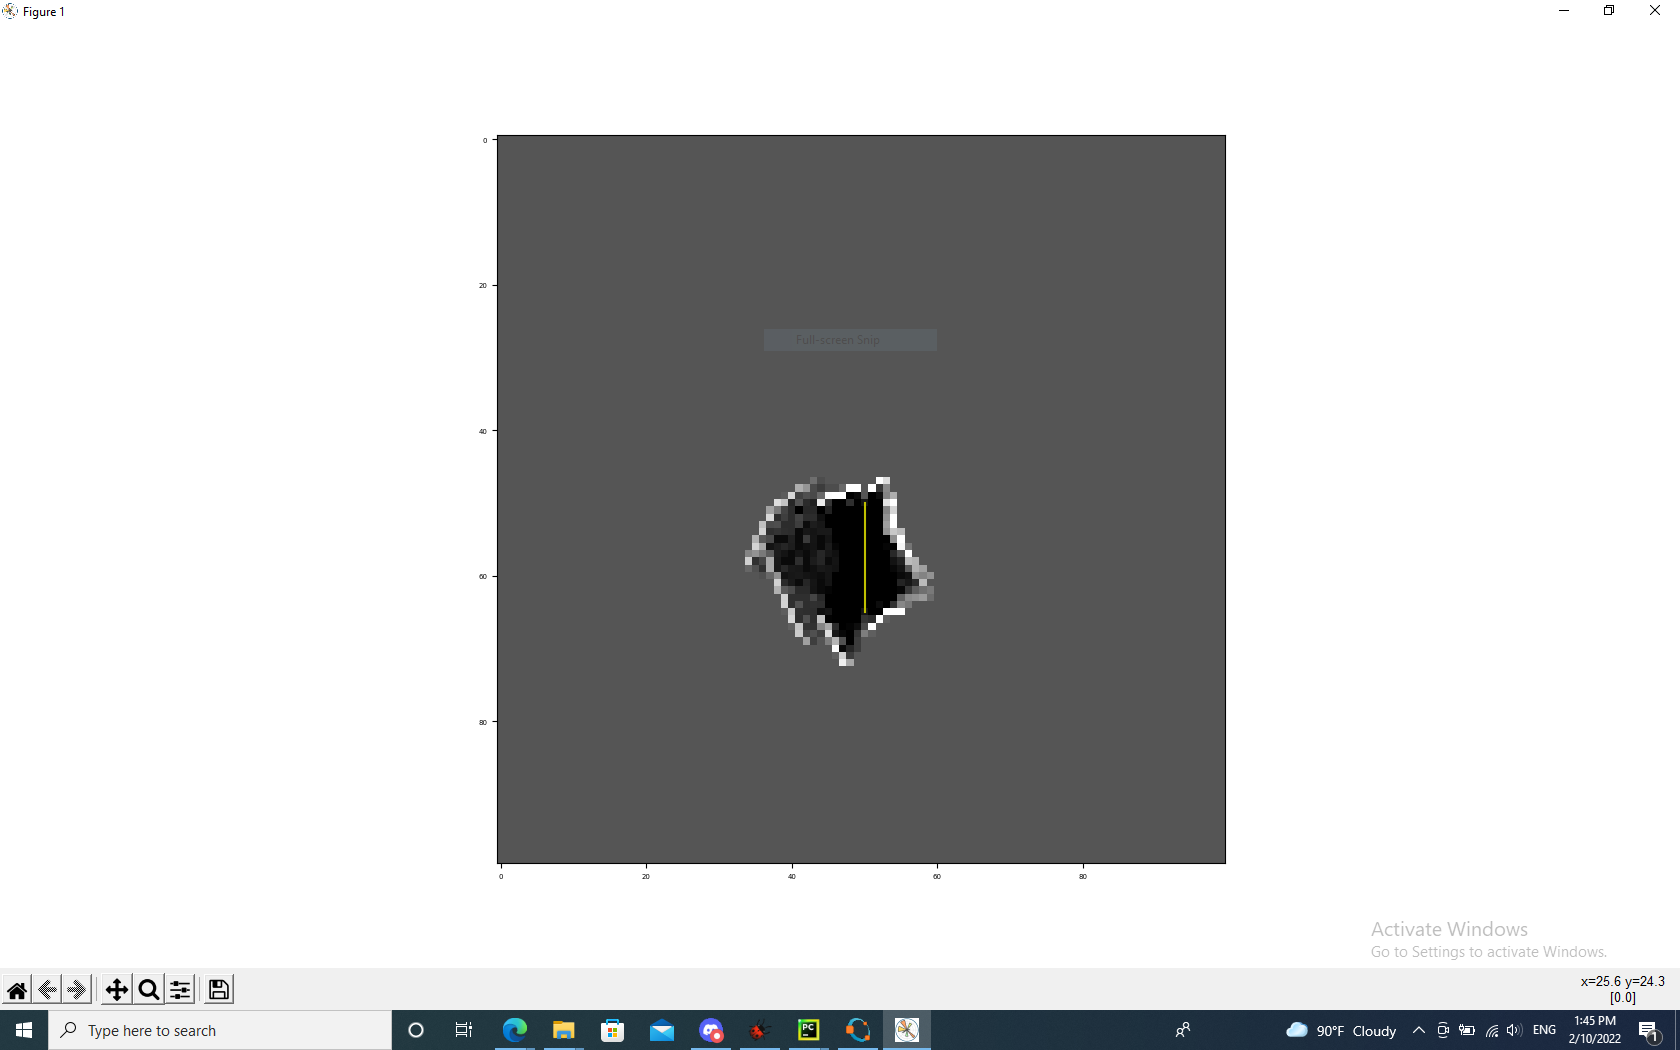 Figure 1
0
20
Full-screen Snip
40
60
80
0
20
40
60
80
Activate Windows
Go to Settings to activate Windows.
x=25.6 y=24.3
[0.0]
Type here to search
PC
90°F Cloudy
ENG
1:45 PM
2/10/2022
1